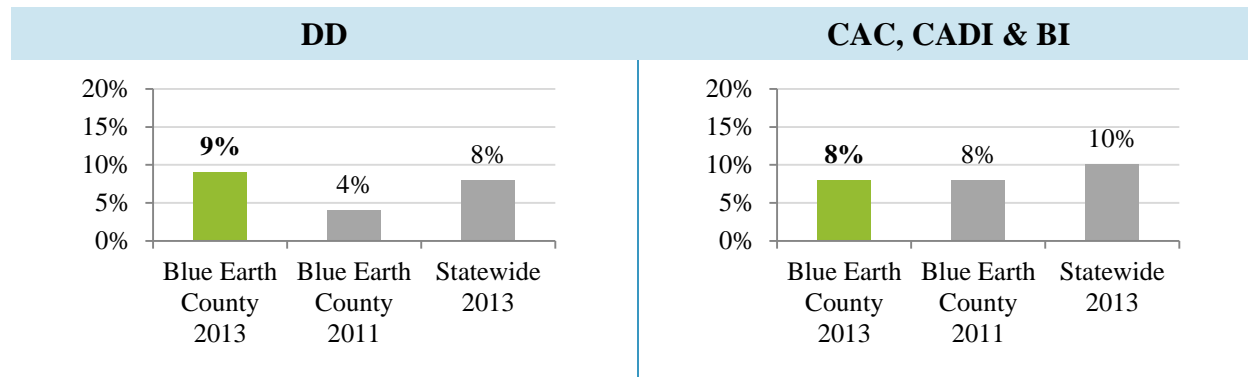 DD
20%
15%
10%
5%
0%
9%
4%
8%
Blue Earth County 2013
Blue Earth County 2011
Statewide 2013
CAC, CADI & BI
20%
15%
10%
5%
0%
8%
8%
10%
Blue Earth County 2013
Blue Earth County 2011
Statewide 2013